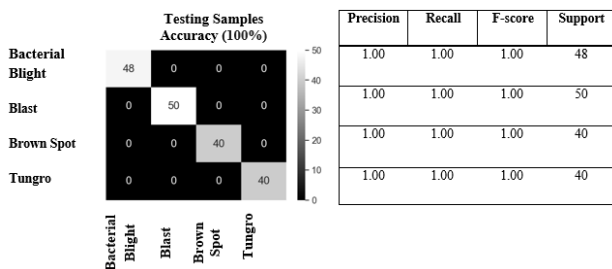 Testing Samples
Accuracy (100%)
Bacterial
Blight
Blast
Brown Spot
Tungro
48 0 0 0
0 50 0 0
0 0 40 0
0 0 0 40
50
40
30
20
10
0
Bacterial
Blight
Blast
Brown
Spot
Tungro
Precision Recall F-score Support
1.00 1.00 1.00 48
1.00 1.00 1.00 50
1.00 1.00 1.00 40
1.00 1.00 1.00 40